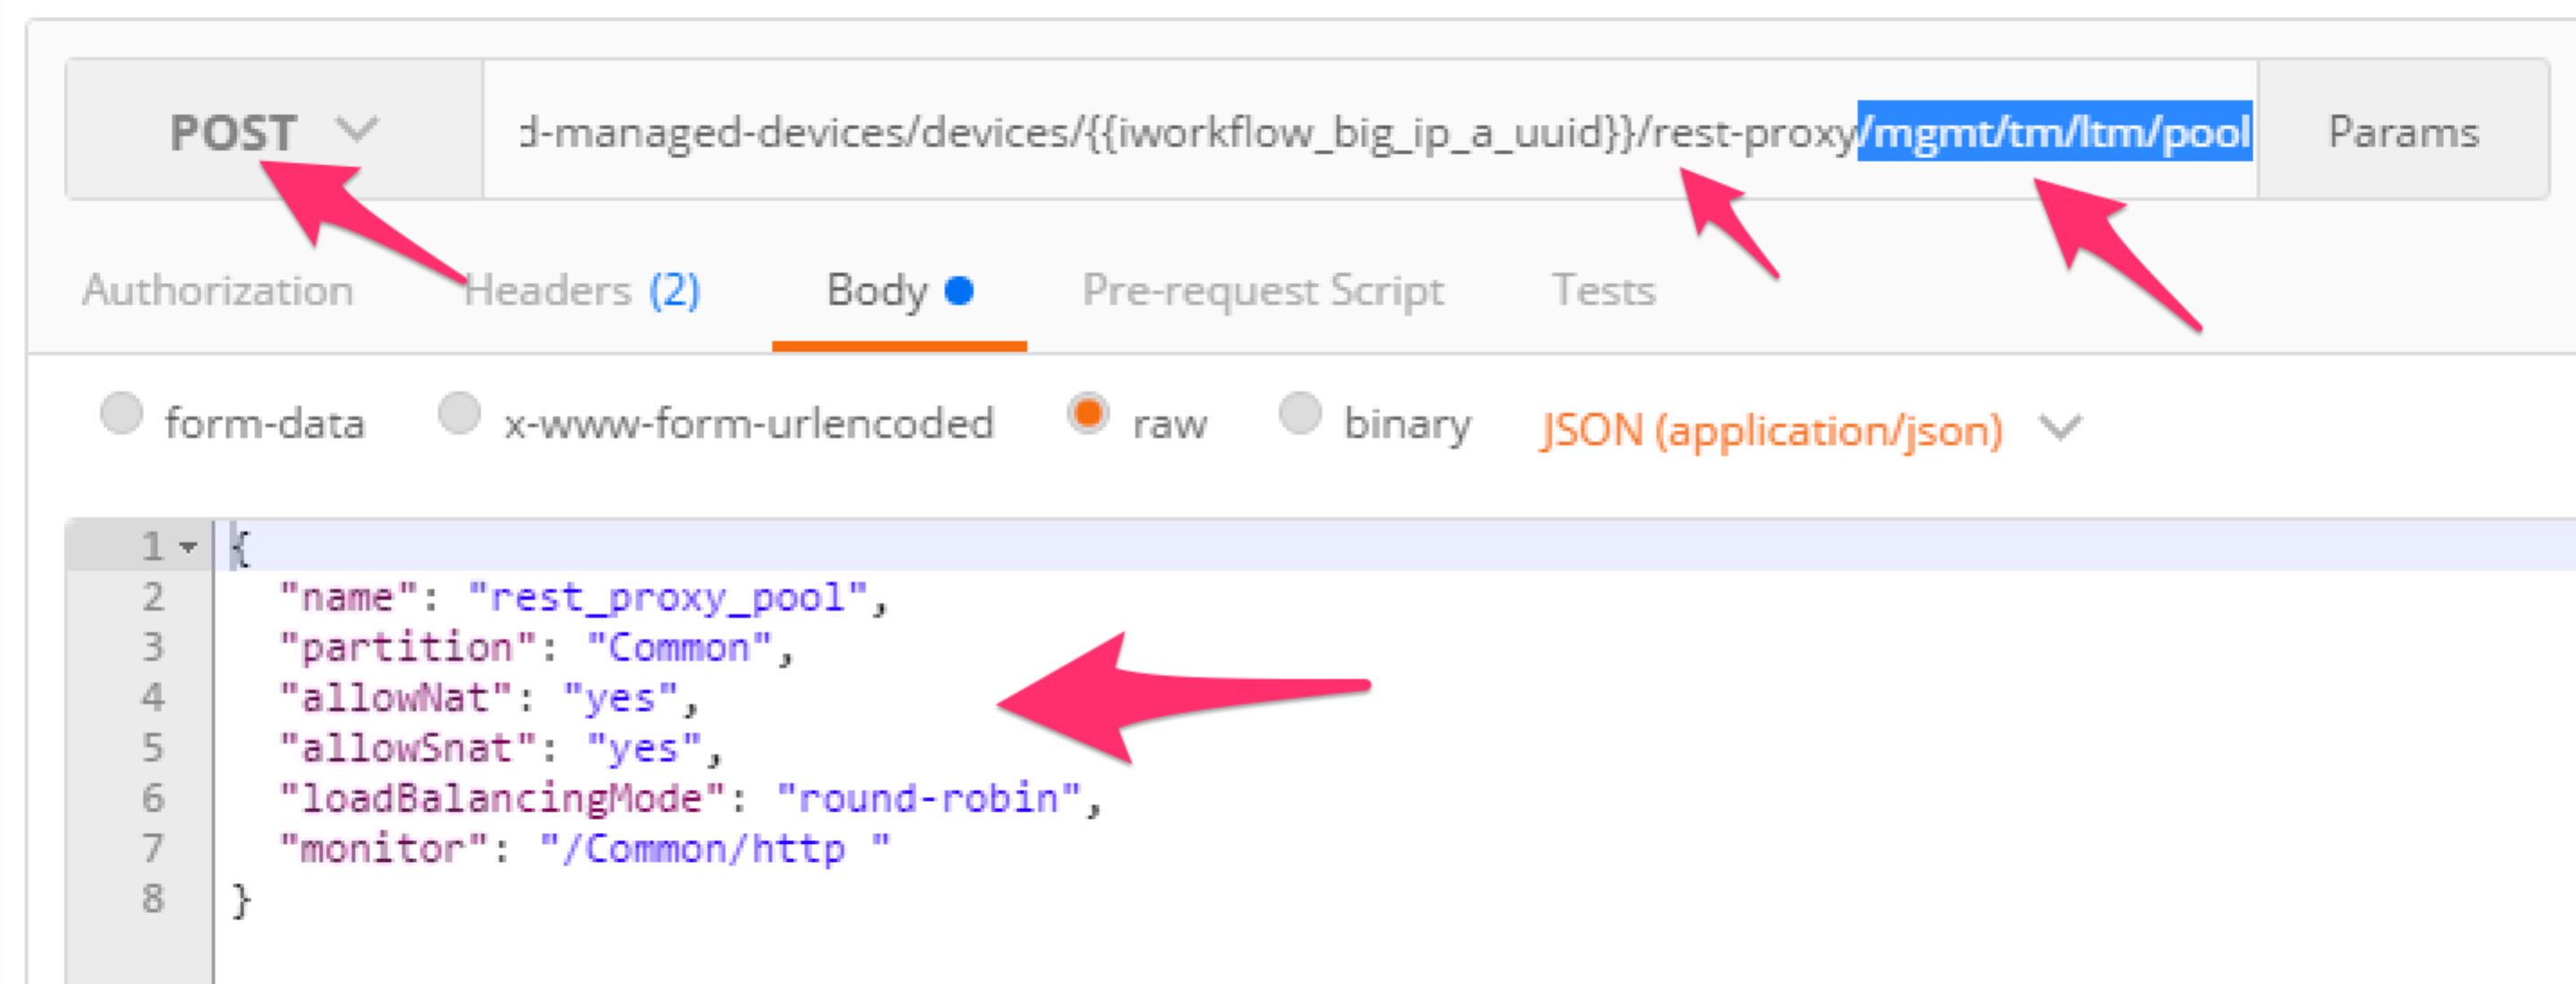 POST d-managed-devices/devices/{{iworkflow_big_ip_a_uuid}}/rest-proxy/mgmt/tm/ltm/pool Params
Authorization Headers (2) Body Pre-request Script Tests
form-data x-www-form-urlencoded raw binary JSON (application/json)
1 {
2 "name": "rest_proxy_pool",
3 "partition": "Common",
4 "allowNat": "yes",
5 "allowSnat": "yes",
6 "loadBalancingMode": "round-robin",
7 "monitor": "/Common/http "
8 }